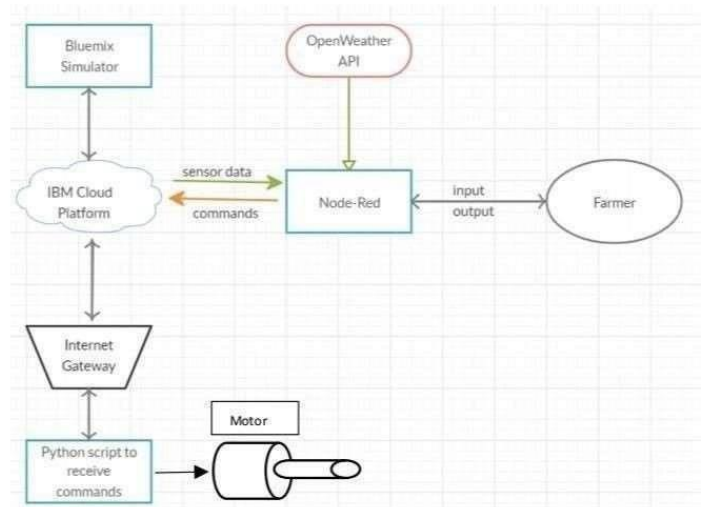 Bluemix
Simulator
OpenWeather
API
sensor data
commands
IBM Cloud
Platform
Node-Red
input
output
Farmer
Internet
Gateway
Motor
Python script to
receive
commands